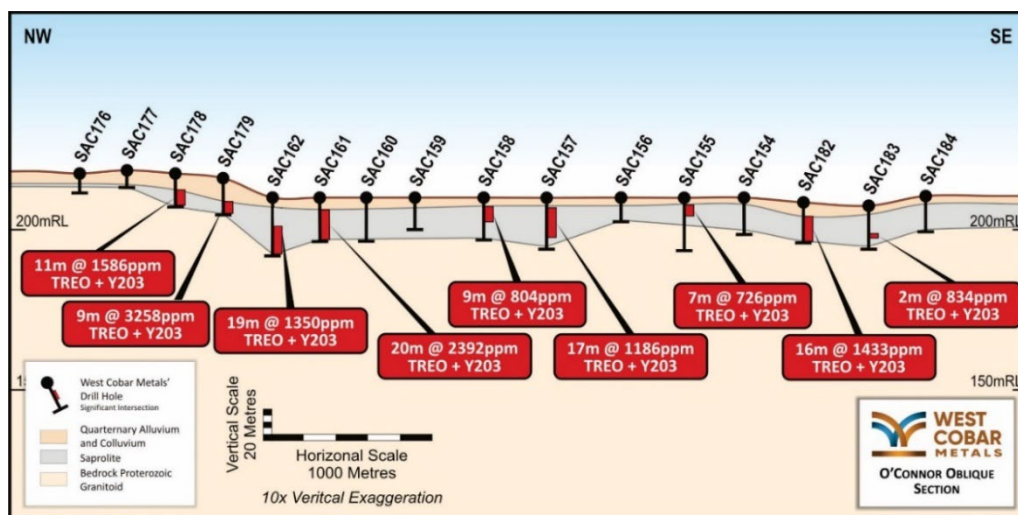 NW
SE
SAC176
SAC177
SAC178
SAC179
SAC162
SAC161
SAC160
SAC159
SAC158
SAC157
SAC156
SAC155
SAC154
SAC182
SAC183
SAC184
200mRL
200mRL
11m @ 1586ppm
TREO + Y203
9m @ 3258ppm
TREO + Y203
19m @ 1350ppm
TREO + Y203
20m @ 2392ppm
TREO + Y203
9m @ 804ppm
TREO + Y203
17m @ 1186ppm
TREO + Y203
7m @ 726ppm
TREO + Y203
16m @ 1433ppm
TREO + Y203
2m @ 834ppm
TREO + Y203
150mRL
West Cobar Metals'
Drill Hole
Significant Intersection
Quaternary Alluvium
and Colluvium
Saprolite
Bedrock Proterozoic
Granitoid
Vertical Scale
20 Metres
Horizonal Scale
1000 Metres
10x Veritcal Exaggeration
WEST
COBAR
METALS
O'CONNOR OBLIQUE
SECTION